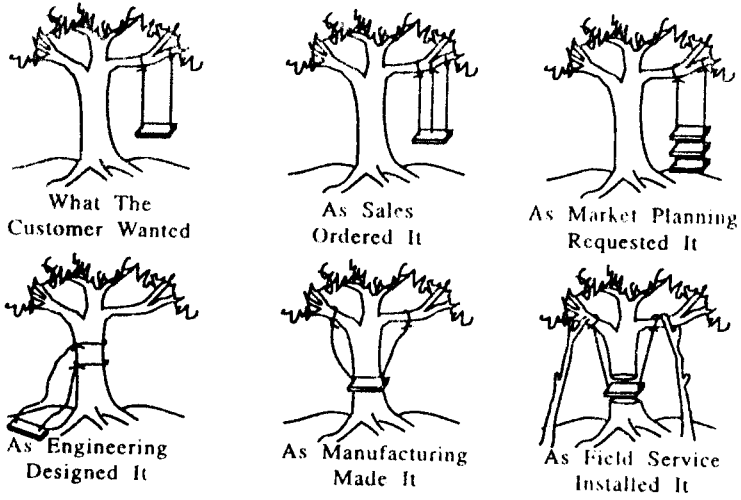 What The
Customer Wanted
As Sales
Ordered It
As Market Planning
Requested It
As Engineering
Designed It
As Manufacturing
Made It
As Field Service
Installed It